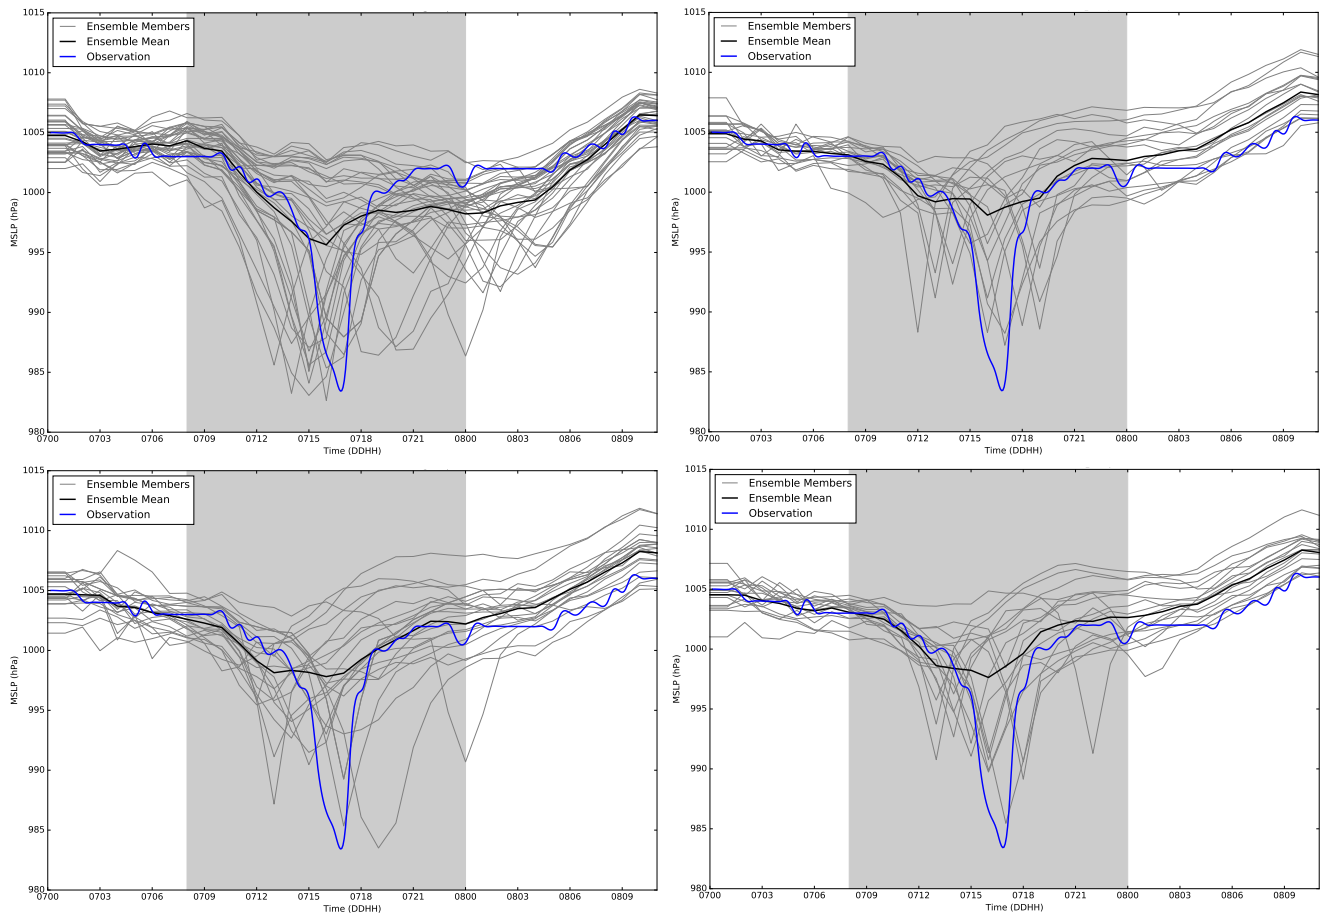 1015
1010
1005
1000
995
990
985
980
MSLP (hPa)
Ensemble Members
Ensemble Mean
Observation
0700 0703 0706 0709 0712 0715 0718 0721 0800 0803 0806 0809
Time (DDHH)
1015
1010
1005
1000
995
990
985
980
MSLP (hPa)
Ensemble Members
Ensemble Mean
Observation
0700 0703 0706 0709 0712 0715 0718 0721 0800 0803 0806 0809
Time (DDHH)
1015
1010
1005
1000
995
990
985
980
MSLP (hPa)
Ensemble Members
Ensemble Mean
Observation
0700 0703 0706 0709 0712 0715 0718 0721 0800 0803 0806 0809
Time (DDHH)
1015
1010
1005
1000
995
990
985
980
MSLP (hPa)
Ensemble Members
Ensemble Mean
Observation
0700 0703 0706 0709 0712 0715 0718 0721 0800 0803 0806 0809
Time (DDHH)